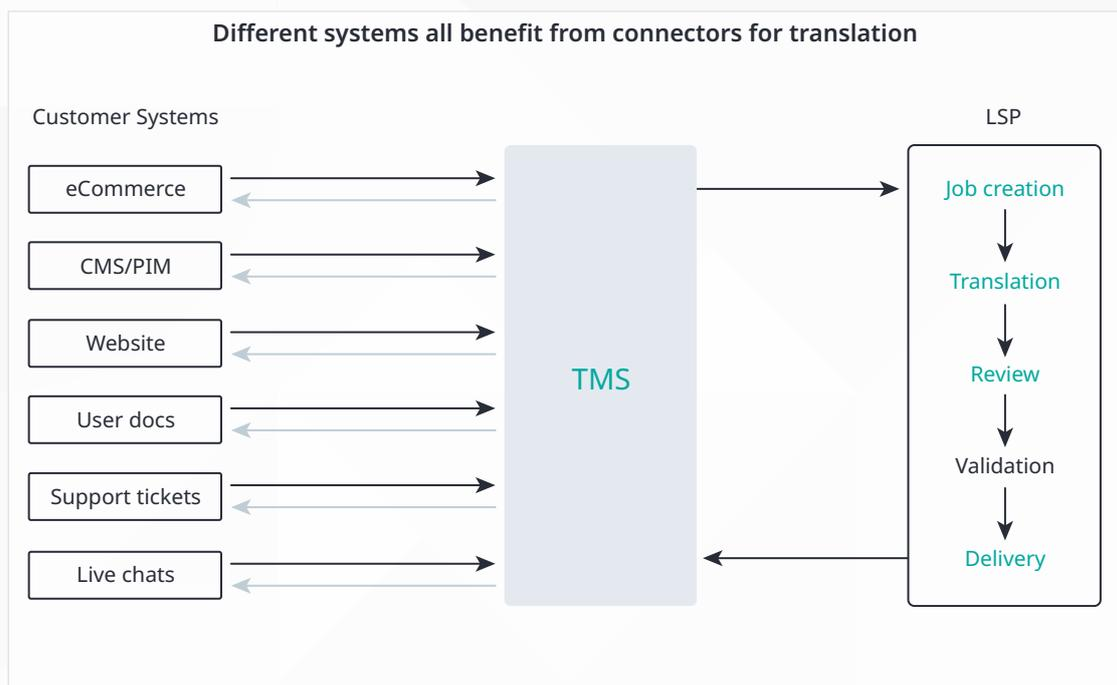 Different systems all benefit from connectors for translation
Customer Systems
eCommerce
CMS/PIM
Website
User docs
Support tickets
Live chats
TMS
LSP
Job creation
Translation
Review
Validation
Delivery